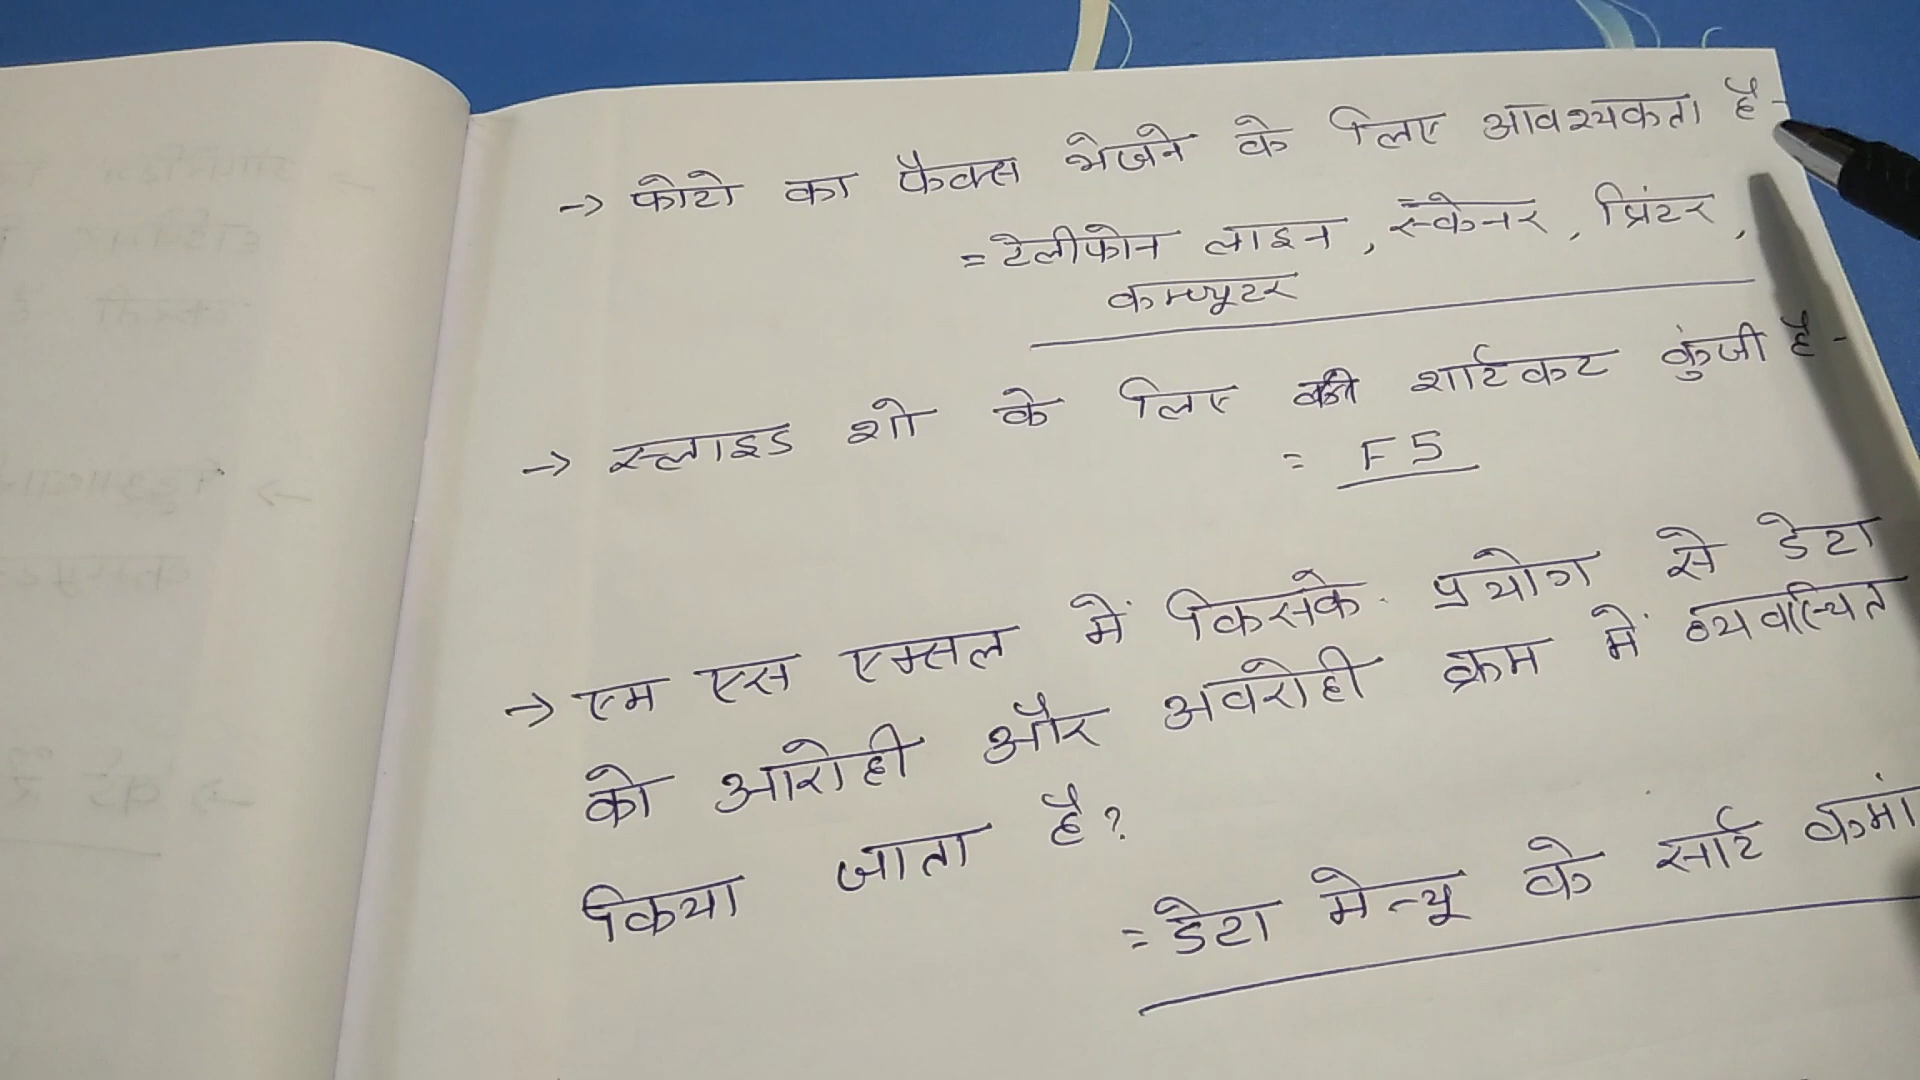 → फोटो का फैक्स भेजने के लिए आवश्यकता है -
= टेलीफोन लाइन, स्केनर, प्रिंटर,
कम्प्यूटर
→ स्लाइड शो के लिए की शार्टकट कुंजी है -
= F5
→ एम एस एक्सल में किसके प्रयोग से डेटा
को आरोही और अवरोही क्रम में व्यवस्थित
किया जाता है?
= डेटा मेन्यू के सार्ट कमां